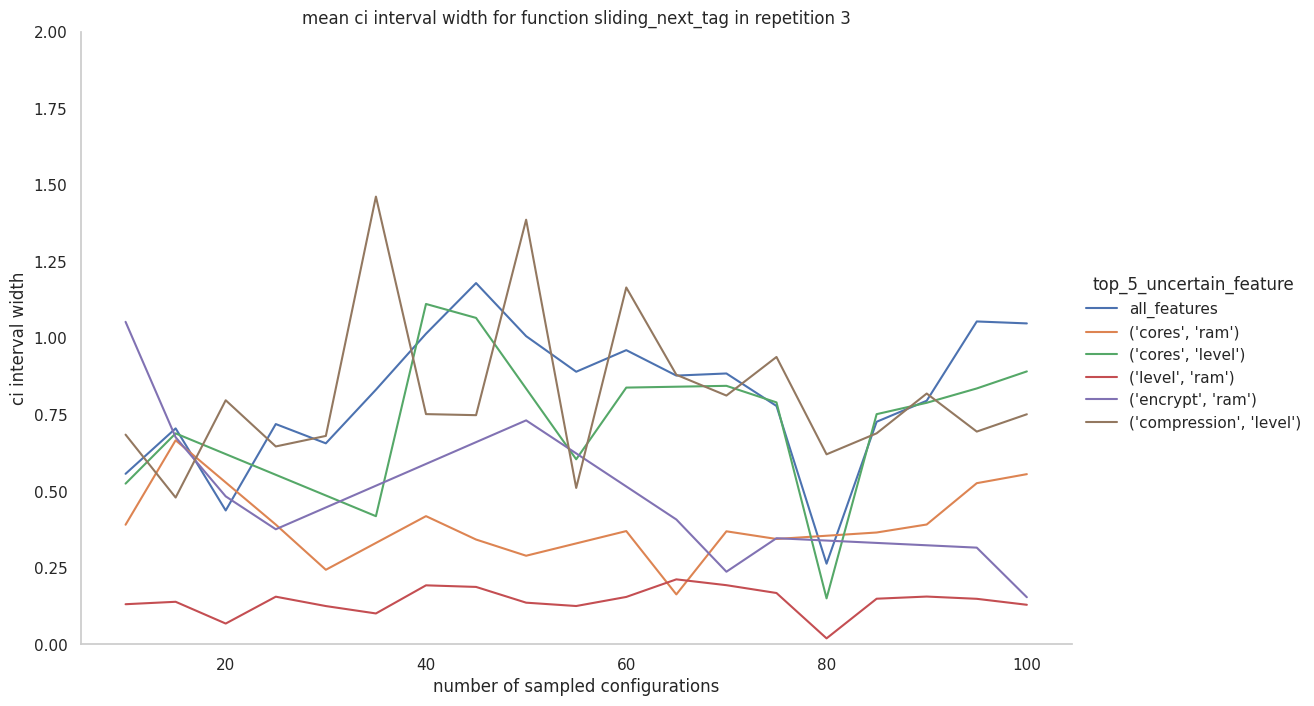 mean ci interval width for function sliding_next_tag in repetition 3
2.00
1.75
1.50
1.25
1.00
0.75
0.50
0.25
0.00
ci interval width
20 40 60 80 100
number of sampled configurations
top_5_uncertain_feature
all_features
('cores', 'ram')
('cores', 'level')
('level', 'ram')
('encrypt', 'ram')
('compression', 'level')